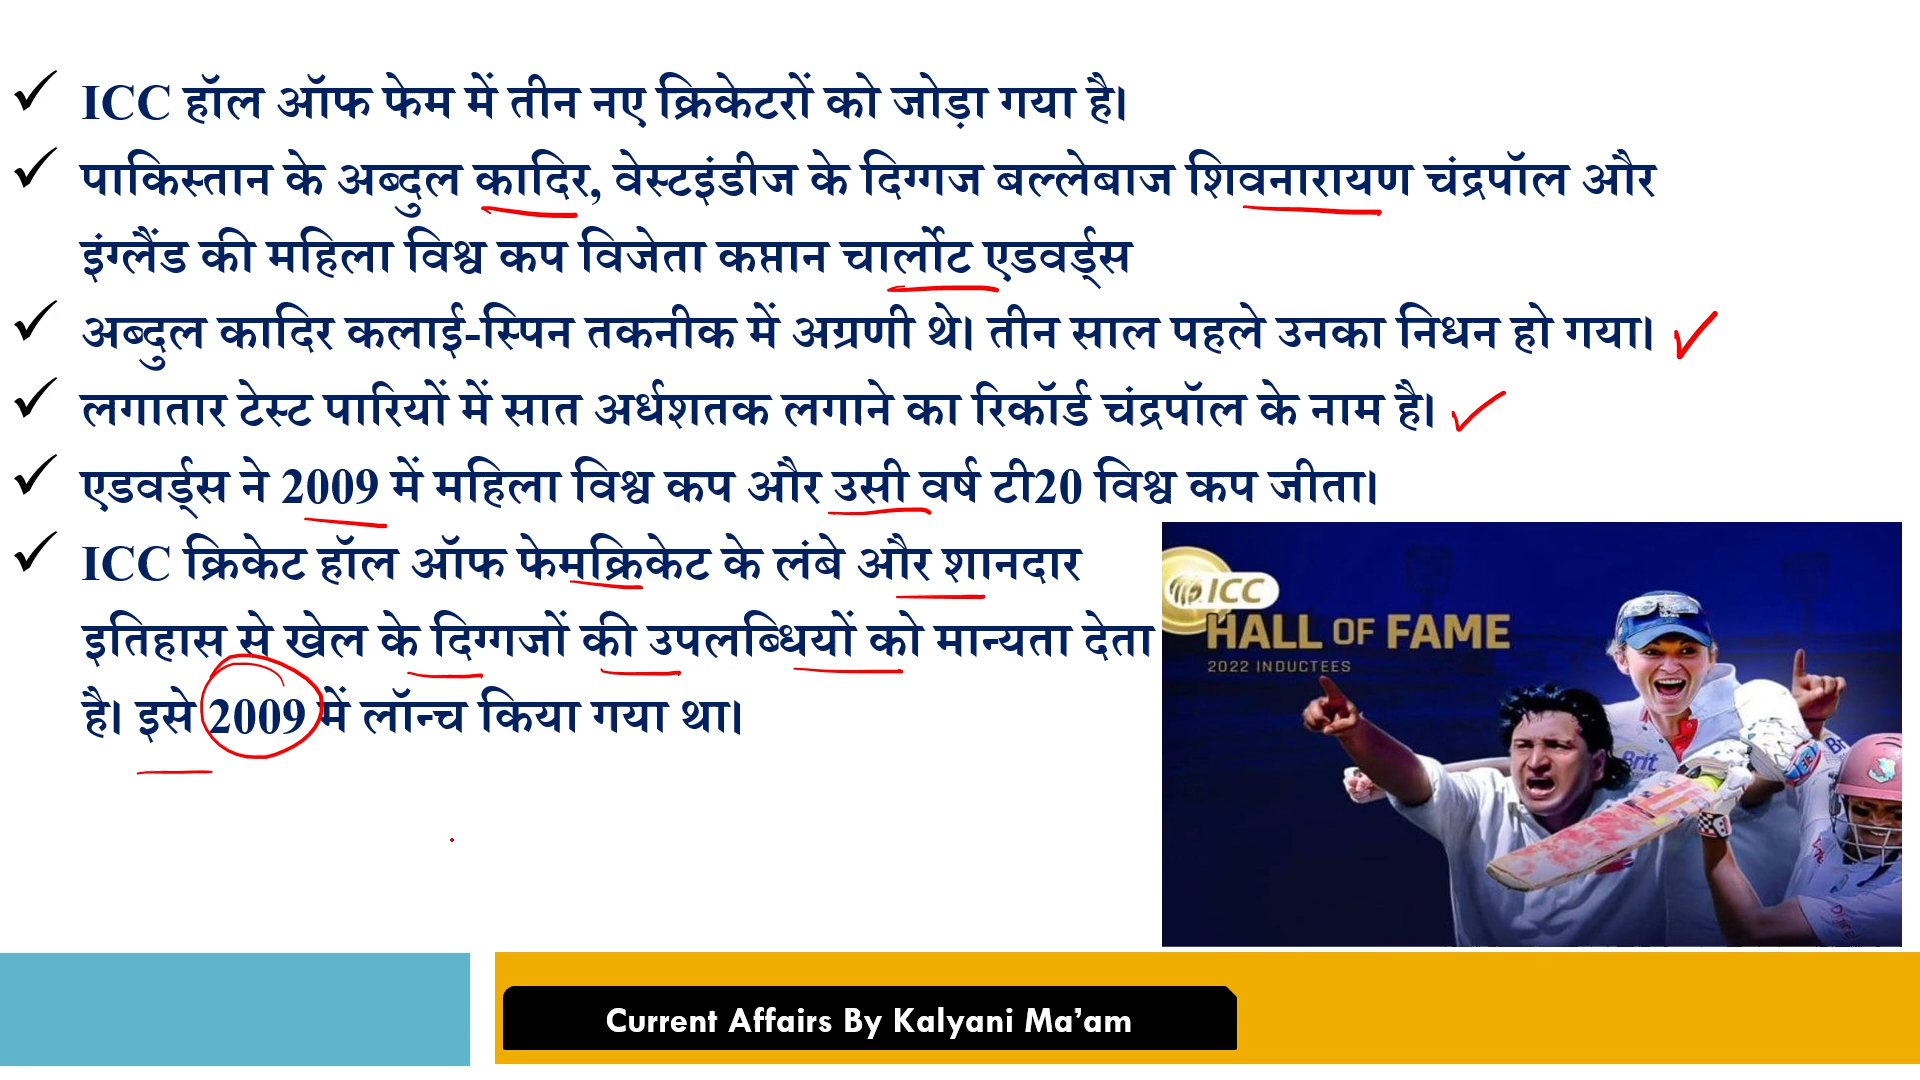 ICC हॉल ऑफ फेम में तीन नए क्रिकेटरों को जोड़ा गया है।
पाकिस्तान के अब्दुल कादिर, वेस्टइंडीज के दिग्गज बल्लेबाज शिवनारायण चंद्रपॉल और
इंग्लैंड की महिला विश्व कप विजेता कप्तान चार्लोट एडवर्ड्स
अब्दुल कादिर कलाई-स्पिन तकनीक में अग्रणी थे। तीन साल पहले उनका निधन हो गया।
लगातार टेस्ट पारियों में सात अर्धशतक लगाने का रिकॉर्ड चंद्रपॉल के नाम है।
एडवर्ड्स ने 2009 में महिला विश्व कप और उसी वर्ष टी20 विश्व कप जीता।
ICC क्रिकेट हॉल ऑफ फेमक्रिकेट के लंबे और शानदार
इतिहास से खेल के दिग्गजों की उपलब्धियों को मान्यता देता
है। इसे 2009 में लॉन्च किया गया था।
ICC
HALL OF FAME
2022 INDUCTEES
Brit
Current Affairs By Kalyani Ma’am